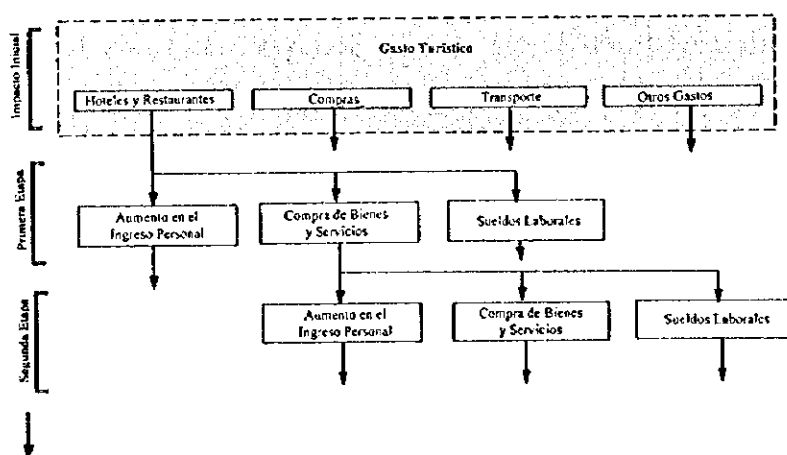 Impacto Inicial
Gasto Turístico
Hoteles y Restaurantes
Compras
Transporte
Otros Gastos
Primera Etapa
Aumento en el
Ingreso Personal
Compra de Bienes
y Servicios
Sueldos Laborales
Segunda Etapa
Aumento en el
Ingreso Personal
Compra de Bienes
y Servicios
Sueldos Laborales